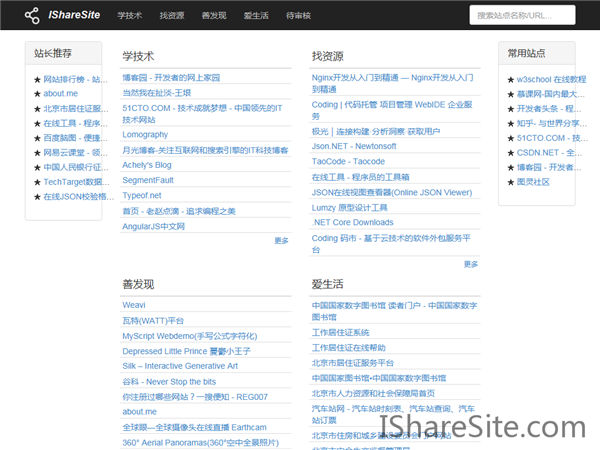 IShareSite 学技术 找资源 善发现 爱生活 待审核 搜索站点名称/URL...
站长推荐
★ 网站排行榜 - 站...
★ about.me
★ 北京市居住证服...
★ 在线工具 - 程序...
★ 百度脑图 - 便捷...
★ 网易云课堂 - 领...
★ 中国人民银行征...
★ TechTarget数据...
★ 在线JSON校验格...
学技术
博客园 - 开发者的网上家园
当然我在扯淡-王垠
51CTO.COM - 技术成就梦想 - 中国领先的IT
技术网站
Lomography
月光博客-关注互联网和搜索引擎的IT科技博客
Achely's Blog
SegmentFault
Typeof.net
首页 - 老赵点滴 - 追求编程之美
AngularJS中文网
更多
找资源
Nginx开发从入门到精通 — Nginx开发从入门
到精通
Coding | 代码托管 项目管理 WebIDE 企业服
务
极光 | 连接构建 分析洞察 获取用户
Json.NET - Newtonsoft
TaoCode - Taocode
在线工具 - 程序员的工具箱
JSON在线视图查看器(Online JSON Viewer)
Lumzy 原型设计工具
.NET Core Downloads
Coding 码市 - 基于云技术的软件外包服务平
台
更多
常用站点
★ w3school 在线教程
★ 慕课网-国内最大...
★ 开发者头条 - 程...
★ 知乎- 与世界分享...
★ 51CTO.COM - 技...
★ CSDN.NET - 全...
★ 博客园 - 开发者...
★ 图灵社区
善发现
Weavi
瓦特(WATT)平台
MyScript Webdemo(手写公式字符化)
Depressed Little Prince 憂鬱小王子
Silk – Interactive Generative Art
谷科 - Never Stop the bits
你注册过哪些网站？一搜便知 - REG007
about.me
全球眼—全球摄像头在线直播 Earthcam
360° Aerial Panoramas(360°空中全景照片)
爱生活
中国国家数字图书馆 读者门户 - 中国国家数字
图书馆
工作居住证系统
工作居住证在线帮助
北京市居住证服务平台
中国国家图书馆•中国国家数字图书馆
北京市人力资源和社会保障局首页
汽车站网 - 汽车站时刻表、汽车站查询、汽车
站订票
北京市住房和城乡建设委员会门户网站
IShareSite.com